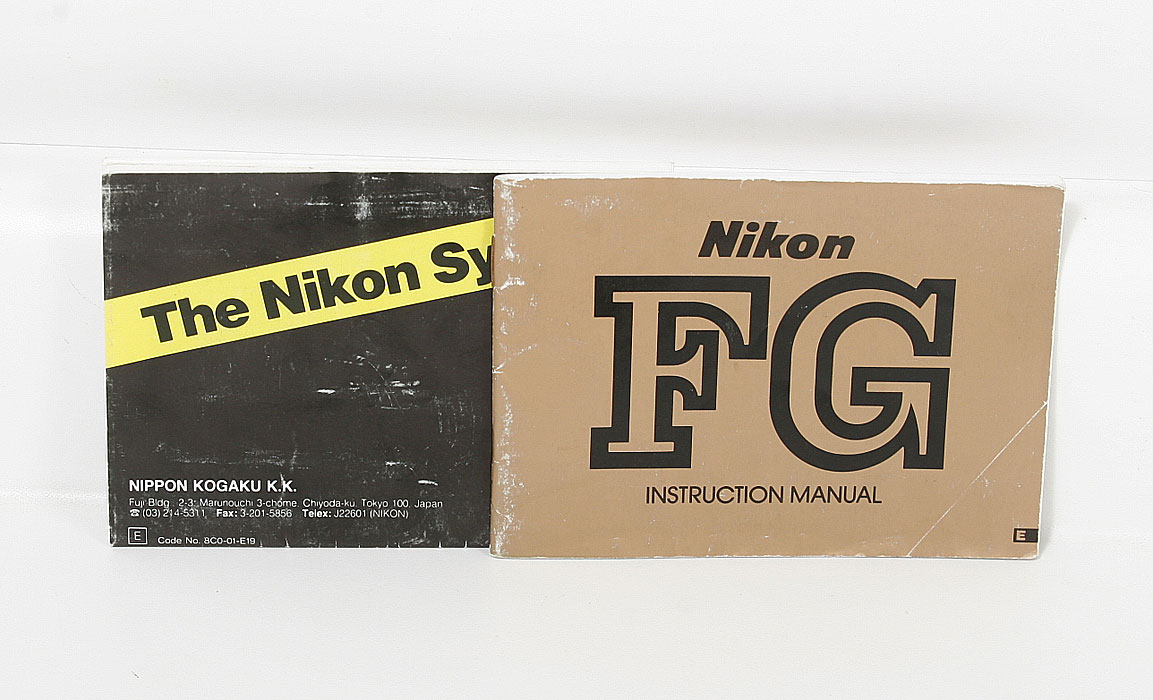 The Nikon Sy
NIPPON KOGAKU K.K.
Fuji Bldg., 2-3, Marunouchi 3-chome, Chiyoda-ku, Tokyo 100, Japan
☎ (03) 214-5311 Fax: 3-201-5856 Telex: J22601 (NIKON)
E Code No. 8C0-01-E19
Nikon
FG
INSTRUCTION MANUAL
E